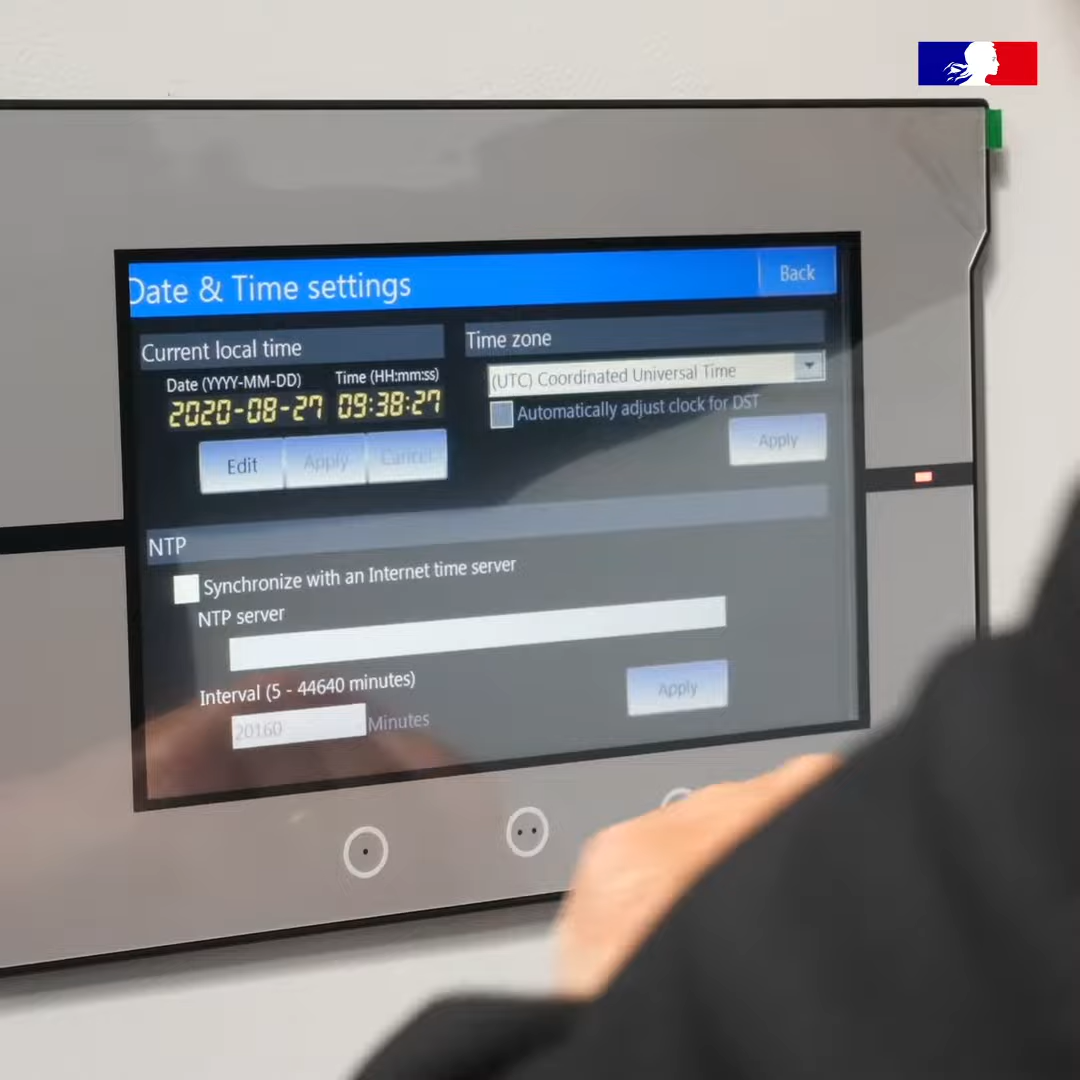 Date & Time settings
Back
Current local time
Date (YYYY-MM-DD) Time (HH:mm:ss)
2020-08-27 09:38:27
Edit Apply Cancel
Time zone
(UTC) Coordinated Universal Time
Automatically adjust clock for DST
Apply
NTP
Synchronize with an Internet time server
NTP server
Interval (5 - 44640 minutes)
20160 Minutes
Apply